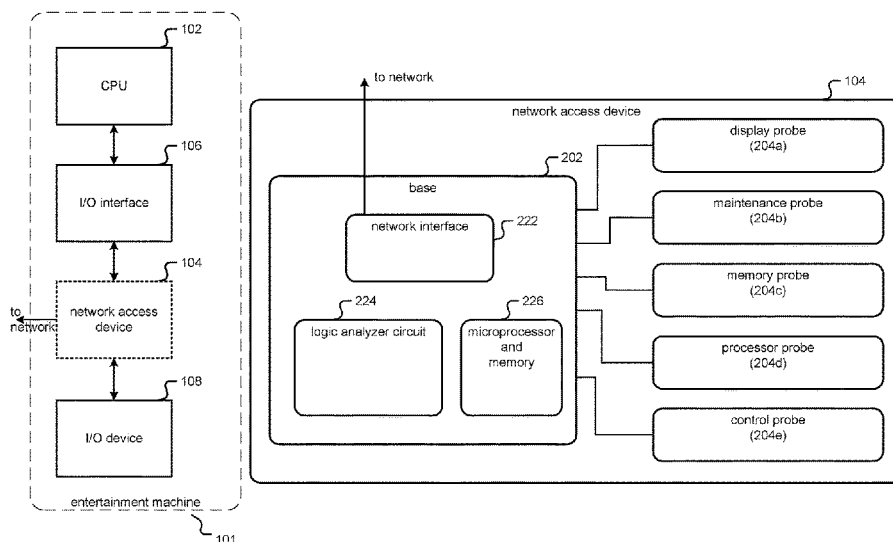 102
CPU
106
I/O interface
104
to
network
network access
device
108
I/O device
entertainment machine
101
to network
104
network access device
202
base
network interface
222
224
logic analyzer circuit
226
microprocessor
and
memory
display probe
(204a)
maintenance probe
(204b)
memory probe
(204c)
processor probe
(204d)
control probe
(204e)